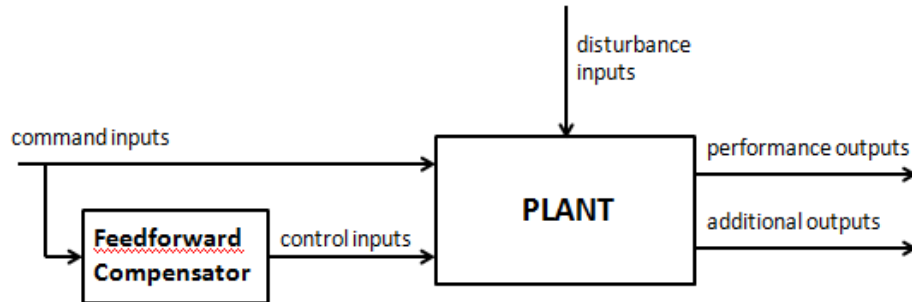 disturbance
inputs
command inputs
performance outputs
PLANT
additional outputs
Feedforward
Compensator
control inputs